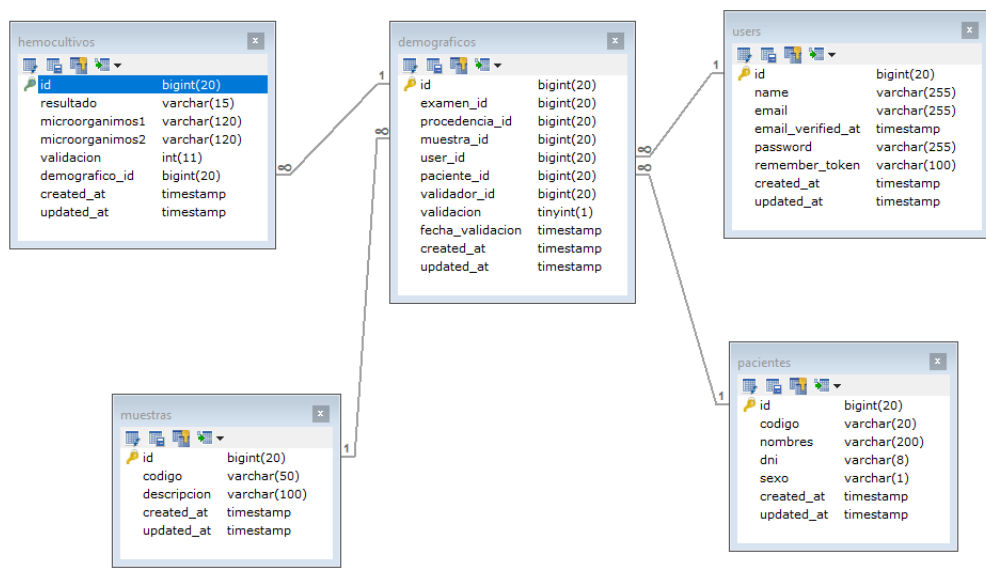 hemocultivos
id bigint(20)
resultado varchar(15)
microorganimos1 varchar(120)
microorganimos2 varchar(120)
validacion int(11)
demografico_id bigint(20)
created_at timestamp
updated_at timestamp
demograficos
id bigint(20)
examen_id bigint(20)
procedencia_id bigint(20)
muestra_id bigint(20)
user_id bigint(20)
paciente_id bigint(20)
validador_id bigint(20)
validacion tinyint(1)
fecha_validacion timestamp
created_at timestamp
updated_at timestamp
users
id bigint(20)
name varchar(255)
email varchar(255)
email_verified_at timestamp
password varchar(255)
remember_token varchar(100)
created_at timestamp
updated_at timestamp
muestras
id bigint(20)
codigo varchar(50)
descripcion varchar(100)
created_at timestamp
updated_at timestamp
pacientes
id bigint(20)
codigo varchar(20)
nombres varchar(200)
dni varchar(8)
sexo varchar(1)
created_at timestamp
updated_at timestamp
1
∞
∞
1
1
∞
∞
1